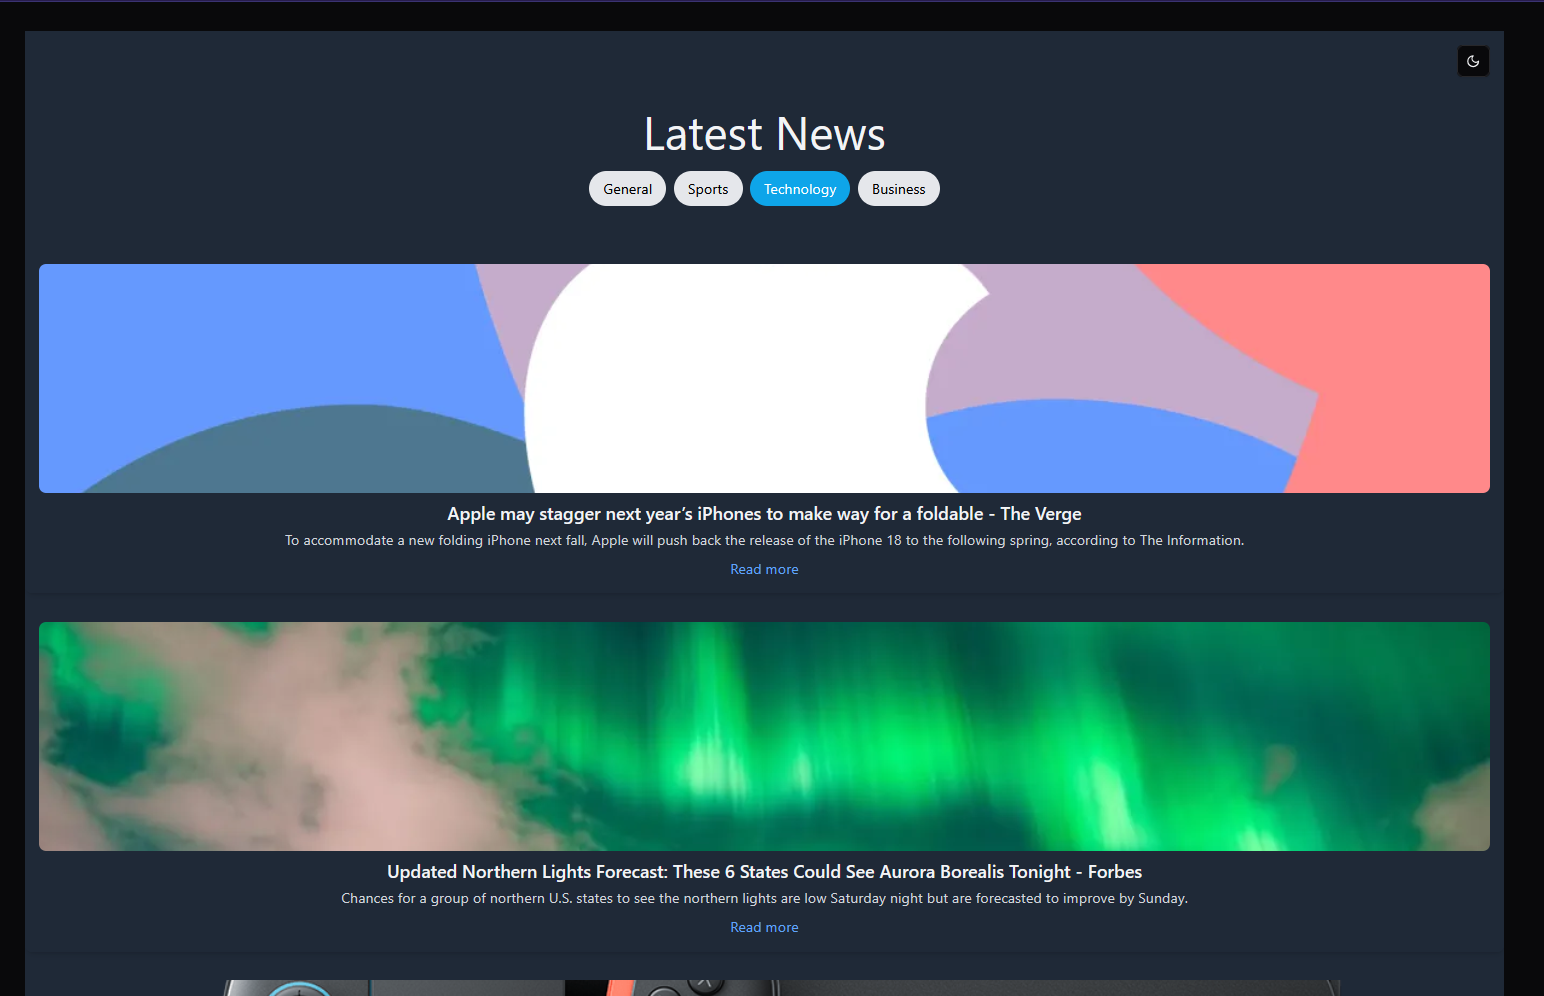 Latest News
General Sports Technology Business
Apple may stagger next year’s iPhones to make way for a foldable - The Verge
To accommodate a new folding iPhone next fall, Apple will push back the release of the iPhone 18 to the following spring, according to The Information.
Read more
Updated Northern Lights Forecast: These 6 States Could See Aurora Borealis Tonight - Forbes
Chances for a group of northern U.S. states to see the northern lights are low Saturday night but are forecasted to improve by Sunday.
Read more